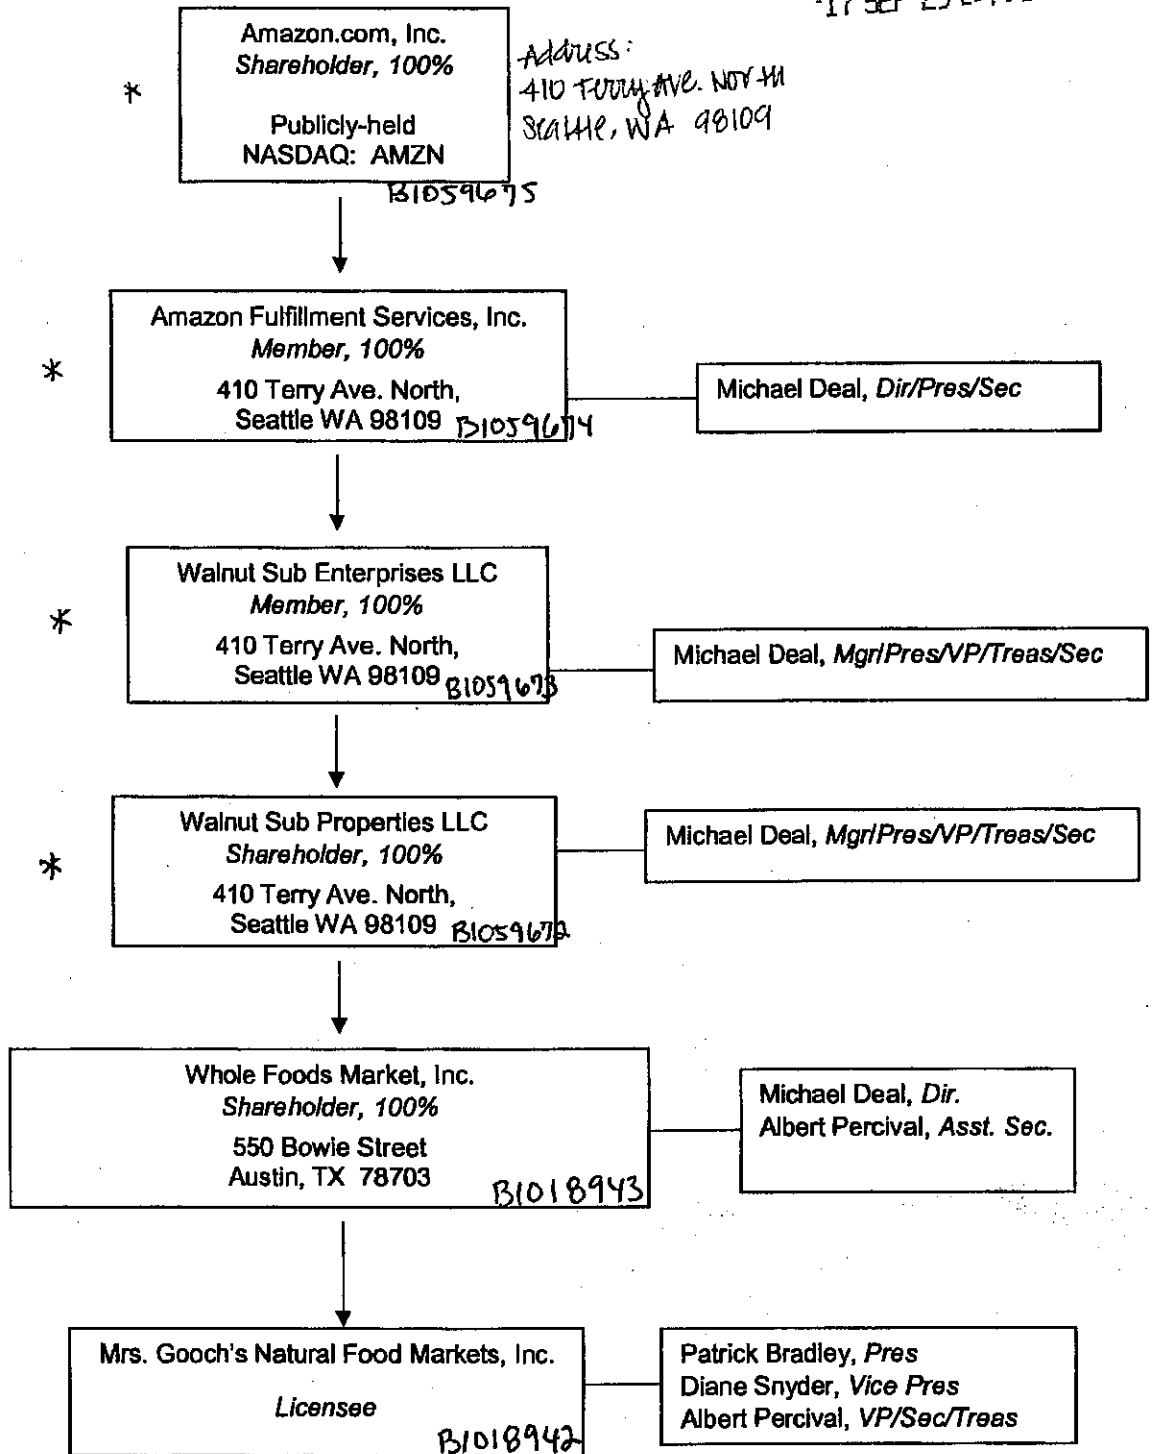 '17 SEP
Amazon.com, Inc.
Shareholder, 100%
Publicly-held
NASDAQ: AMZN
Address:
410 Terry Ave. North
Seattle, WA 98109
B1059675
*
Amazon Fulfillment Services, Inc.
Member, 100%
410 Terry Ave. North,
Seattle WA 98109
B1059674
*
Michael Deal, Dir/Pres/Sec
Walnut Sub Enterprises LLC
Member, 100%
410 Terry Ave. North,
Seattle WA 98109
B1059673
*
Michael Deal, Mgr/Pres/VP/Treas/Sec
Walnut Sub Properties LLC
Shareholder, 100%
410 Terry Ave. North,
Seattle WA 98109
B1059672
*
Michael Deal, Mgr/Pres/VP/Treas/Sec
Whole Foods Market, Inc.
Shareholder, 100%
550 Bowie Street
Austin, TX 78703
B1018943
Michael Deal, Dir.
Albert Percival, Asst. Sec.
Mrs. Gooch's Natural Food Markets, Inc.
Licensee
B1018942
Patrick Bradley, Pres
Diane Snyder, Vice Pres
Albert Percival, VP/Sec/Treas